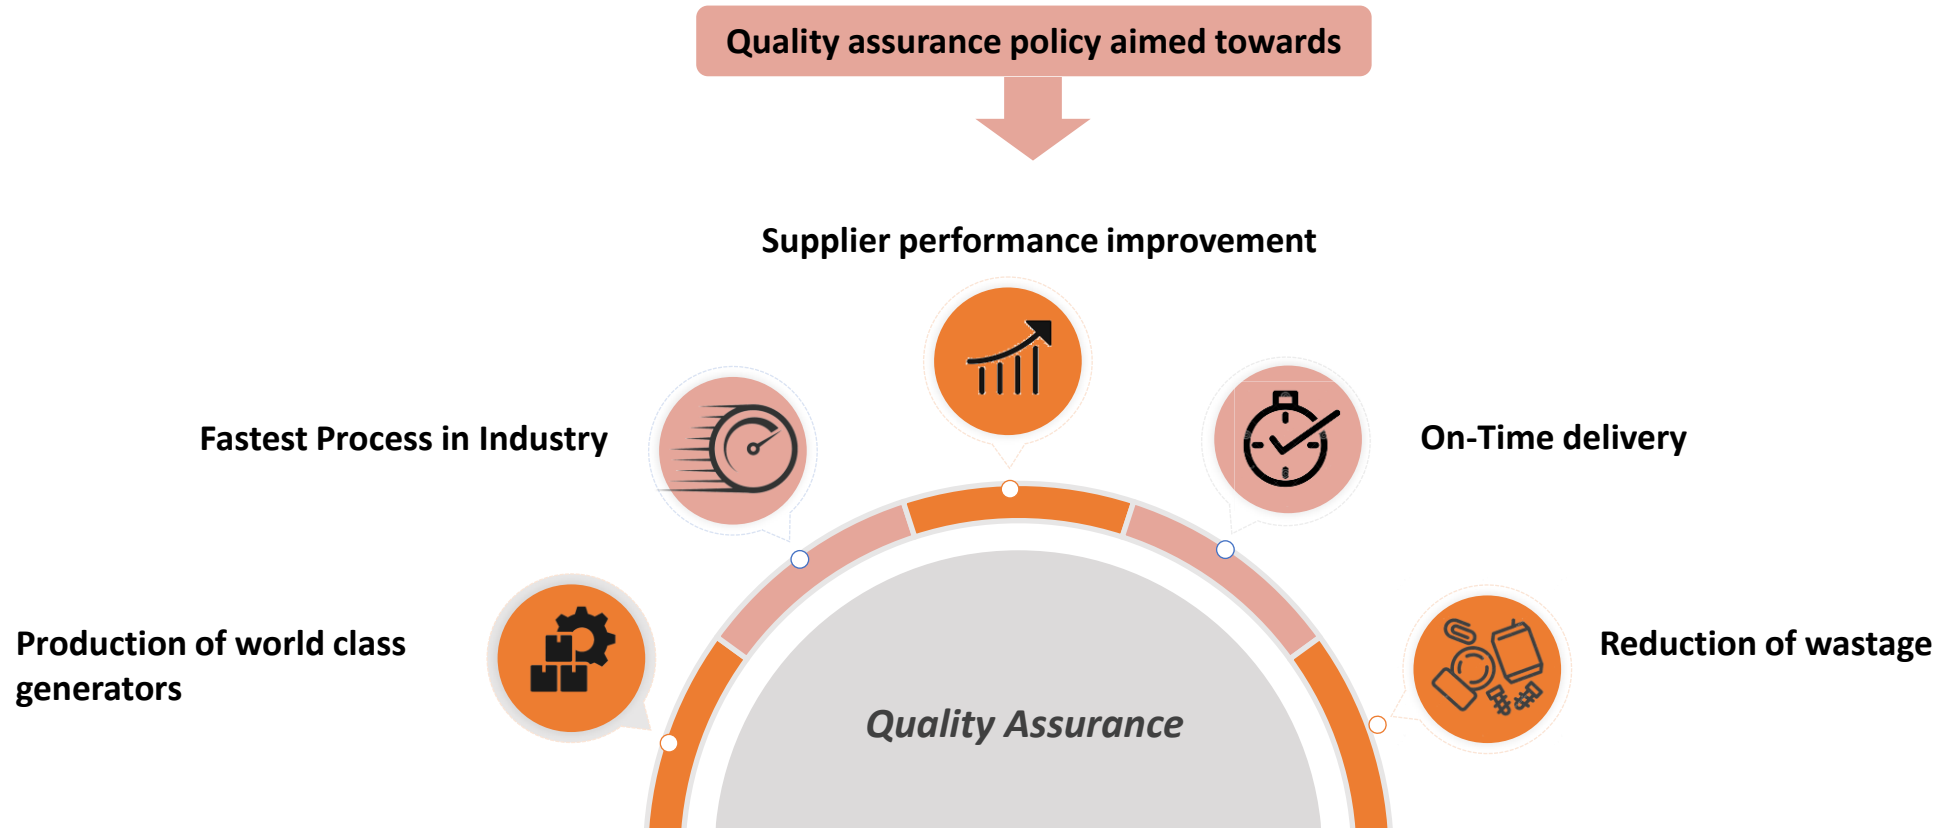 Quality assurance policy aimed towards
Supplier performance improvement
Fastest Process in Industry
On-Time delivery
Production of world class
generators
Reduction of wastage
Quality Assurance